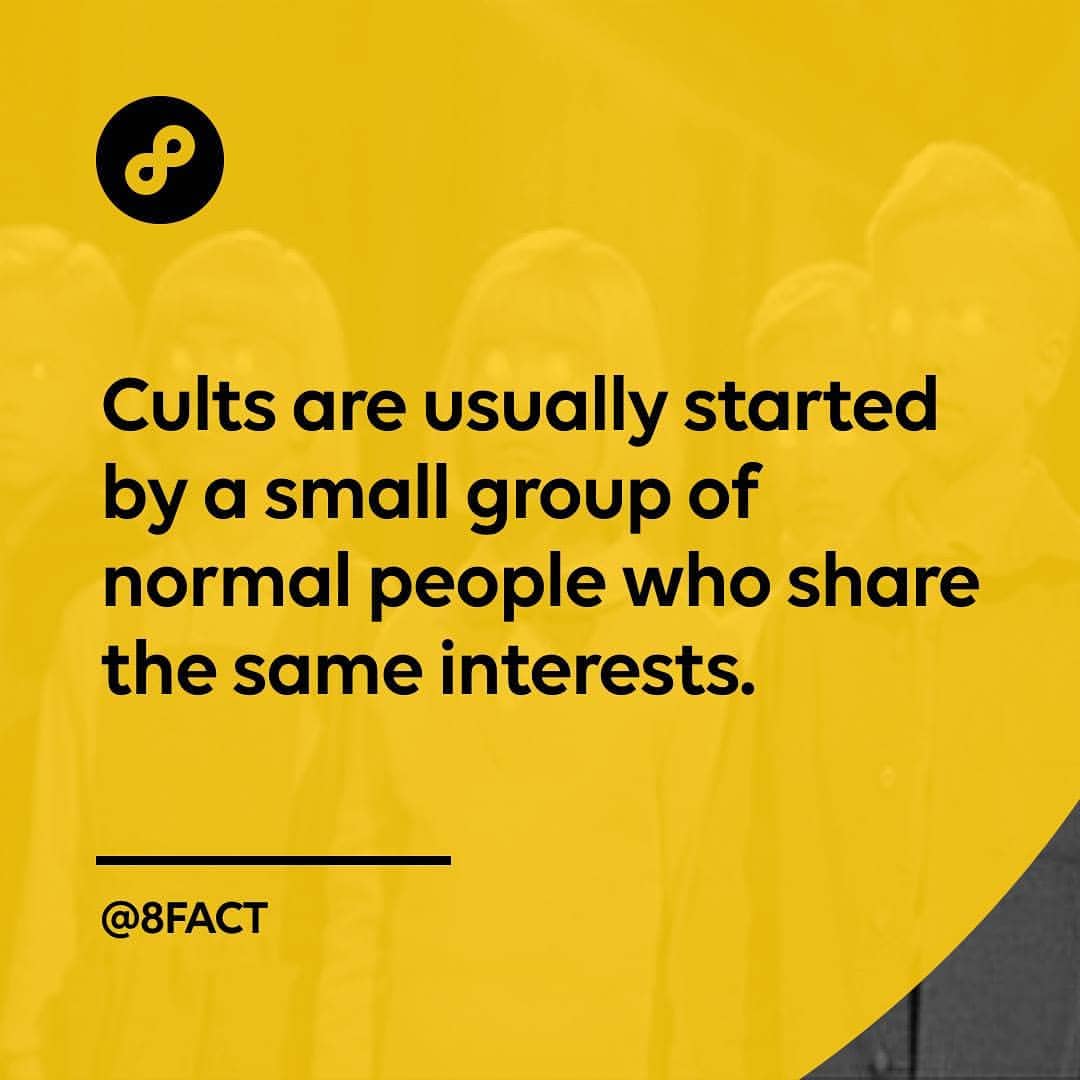 Cults are usually started
by a small group of
normal people who share
the same interests.
@8FACT